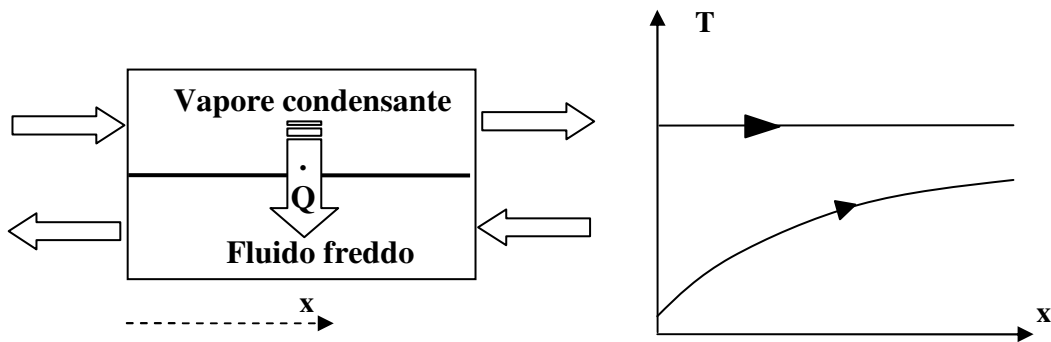 Vapore condensante
Q̇
Fluido freddo
x
T
x